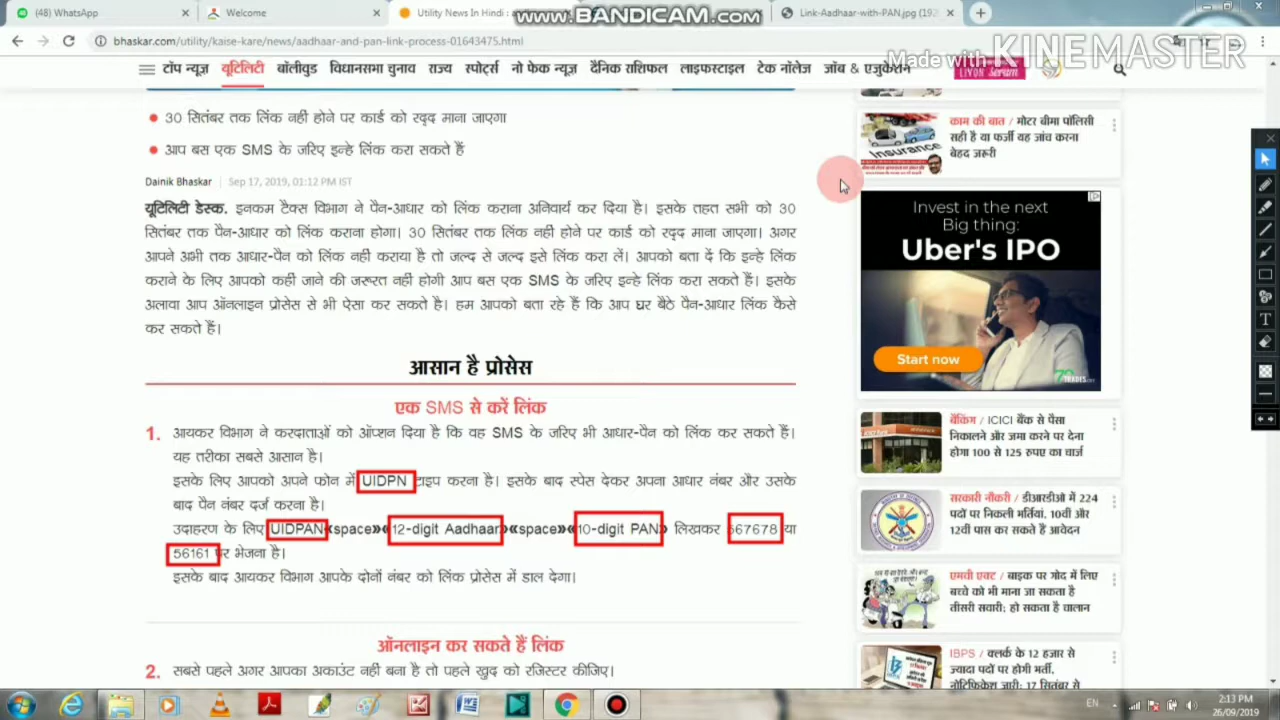 (48) WhatsApp
Welcome
Utility News In Hindi :
Link-Aadhar-with-PAN.jpg (192
www.BANDICAM.com
bhaskar.com/utility/kaise-kare/news/aadhar-and-pan-link-process-01643475.html
Made with KINEMASTER
टॉप न्यूज़ यूटिलिटी बॉलीवुड विधानसभा चुनाव राज्य स्पोर्ट्स नो फेक न्यूज़ दैनिक राशिफल लाइफस्टाइल टेक नॉलेज जॉब & एजुकेशन
LIVON serum
30 सितंबर तक लिंक नहीं होने पर कार्ड को रद्द माना जाएगा
आप बस एक SMS के जरिए इन्हे लिंक करा सकते हैं
Dainik Bhaskar Sep 17, 2019, 01:12 PM IST
यूटिलिटी डेस्क. इनकम टैक्स विभाग ने पैन-आधार को लिंक कराना अनिवार्य कर दिया है। इसके तहत सभी को 30
सितंबर तक पैन-आधार लिंक कराना होगा। 30 सितंबर तक लिंक नहीं होने पर कार्ड को रद्द माना जाएगा। अगर
आपने अभी तक आधार-पैन को लिंक नही कराया है तो जल्द से जल्द इसे लिंक करा लें। आपको बता दें कि इन्हे लिंक
कराने के लिए आपको कही जाने की जरूरत नहीं होगी आप बस एक SMS के जरिए इन्हे लिंक करा सकते हैं। इसके
अलावा आप ऑनलाइन प्रोसेस से भी ऐसा कर सकते है। हम आपको बता रहे हैं कि आप घर बैठे पैन-आधार लिंक कैसे
कर सकते हैं।
आसान है प्रोसेस
एक SMS से करें लिंक
1. ने करदाताओं को दिया है कि वह SMS के जरिए भी आधार-पैन को लिंक कर सकते हैं।
यह तरीका सबसे आसान है।
इसके लिए आपको अपने फोन में UIDPN टाइप करना है। इसके बाद स्पेस देकर अपना आधार नंबर और उसके
बाद पैन नंबर दर्ज करना है।
उदाहरण के लिए UIDPAN«space»«12-digit Aadhaar»«space»«10-digit PAN» लिखकर 567678 या
56161 पर भेजना है।
इसके बाद आयकर विभाग आपके दोनों नंबर को लिंक प्रोसेस में डाल देगा।
ऑनलाइन कर सकते हैं लिंक
2. सबसे पहले अगर आपका अकाउंट नहीं बना है तो पहले खुद को रजिस्टर कीजिए।
काम की बात / मोटर बीमा पॉलिसी
सही है या फर्जी यह जांच करना
बेहद जरूरी
Insurance
Invest in the next
Big thing:
Uber's IPO
Start now
बैंकिंग / ICICI बैंक से पैसा
निकालने और जमा करने पर देना
होगा 100 से 125 रुपए का चार्ज
सरकारी नौकरी / डीआरडीओ में 224
पदों पर निकली भर्तियां, 10वीं और
12वीं पास कर सकते हैं आवेदन
एमवी एक्ट / बाइक पर गोद में लिए
बच्चे को भी माना जा सकता है
तीसरी सवारी; हो सकता है चालान
IBPS / क्लर्क के 12 हजार से
ज्यादा पदों पर होगी भर्ती,
नोटिफिकेशन जारी; 17 सितंबर से
EN
2:13 PM
26/09/2019